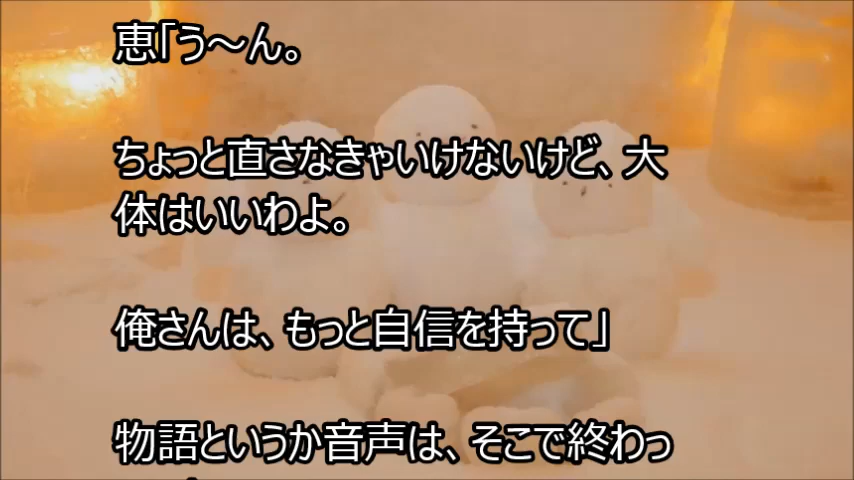 恵「う～ん。
ちょっと直さなきゃいけないけど、大
体はいいわよ。
俺さんは、もっと自信を持って」
物語というか音声は、そこで終わっ